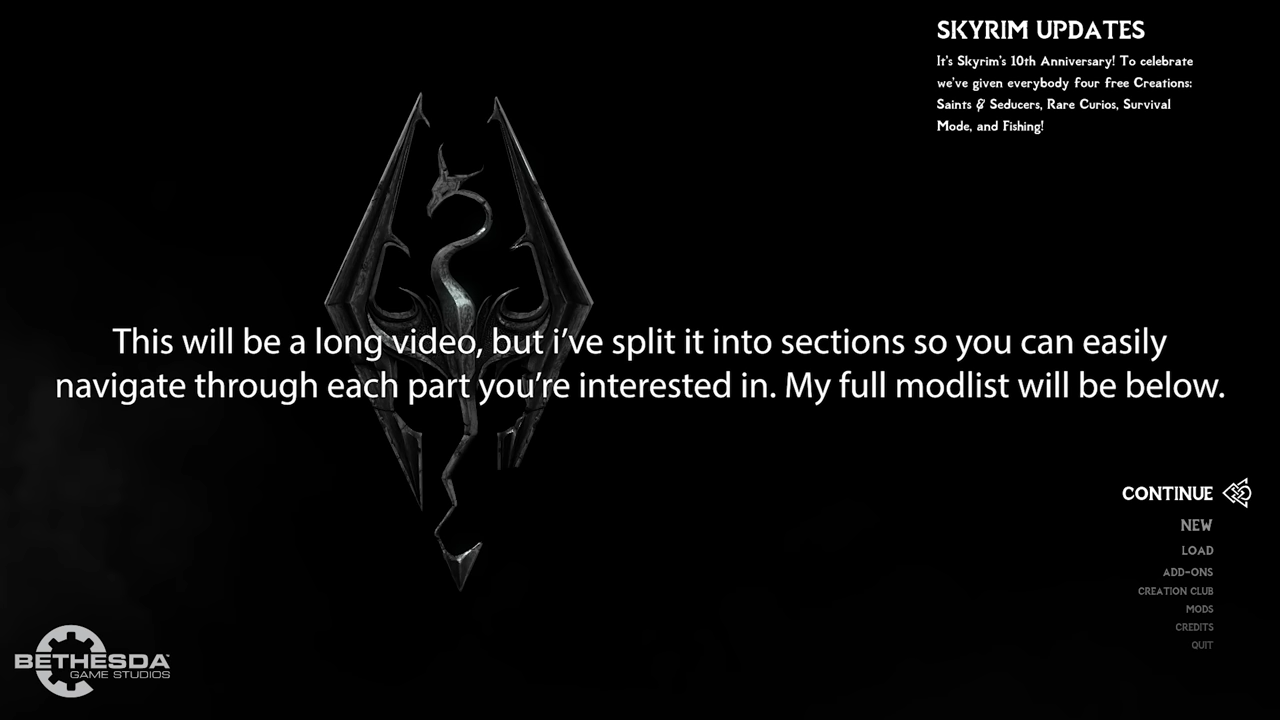 SKYRIM UPDATES
It's Skyrim's 10th Anniversary! To celebrate
we've given everybody four free Creations:
Saints & Seducers, Rare Curios, Survival
Mode, and Fishing!
This will be a long video, but i've split it into sections so you can easily
navigate through each part you're interested in. My full modlist will be below.
CONTINUE
NEW
LOAD
ADD-ONS
CREATION CLUB
MODS
CREDITS
QUIT
BETHESDA™
GAME STUDIOS